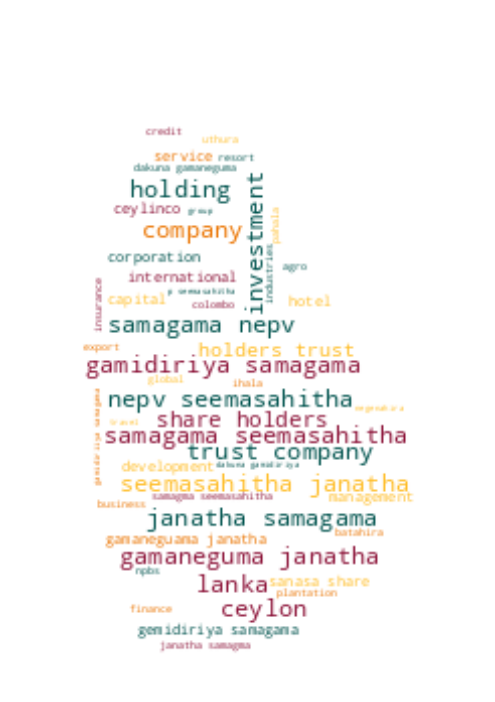 credit
uthura
service resort
dakuna gamaneguma
holding
investment
ceylinco group
pahala
company
corporation
industries
agro
international
insurance
p seemasahitha
capital colombo hotel
samagama nepv
export
holders trust
gamidiriya samagama
global ihala
nepv seemasahitha
gamidiriya samagama
share holders
travel
samagama seemasahitha
trust company
development dakuna gamidiriya
seemasahitha janatha
samagma seemasahitha management
business
janatha samagama
batahira
gamaneguama janatha
gamaneguma janatha
npbs
lanka sanasa share
plantation
finance ceylon
gemidiriya samagama
janatha samagma